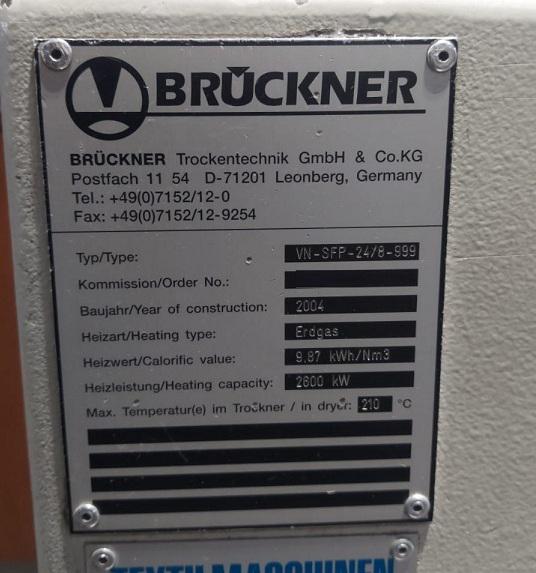 BRÜCKNER
BRÜCKNER Trockentechnik GmbH & Co.KG
Postfach 11 54 D-71201 Leonberg, Germany
Tel.: +49(0)7152/12-0
Fax: +49(0)7152/12-9254
Typ/Type: VN-SFP-24/8-999
Kommission/Order No.:
Baujahr/Year of construction: 2004
Heizart/Heating type: Erdgas
Heizwert/Calorific value: 9,87 kWh/Nm3
Heizleistung/Heating capacity: 2600 kW
Max. Temperatur(e) im Trockner / in dryer: 210 °C
TEXTILMASCHINEN